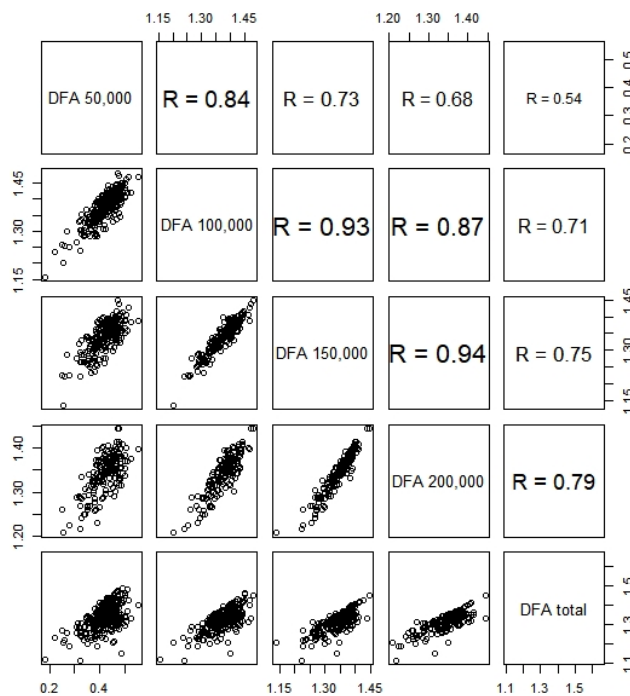 1.15 1.30 1.45 1.20 1.30 1.40
DFA 50,000 R = 0.84 R = 0.73 R = 0.68 R = 0.54 0.2 0.3 0.4 0.5
1.15 1.30 1.45 DFA 100,000 R = 0.93 R = 0.87 R = 0.71
DFA 150,000 R = 0.94 R = 0.75 1.15 1.30 1.45
1.20 1.30 1.40 DFA 200,000 R = 0.79
DFA total 1.1 1.3 1.5
0.2 0.4 1.15 1.30 1.45 1.1 1.3 1.5